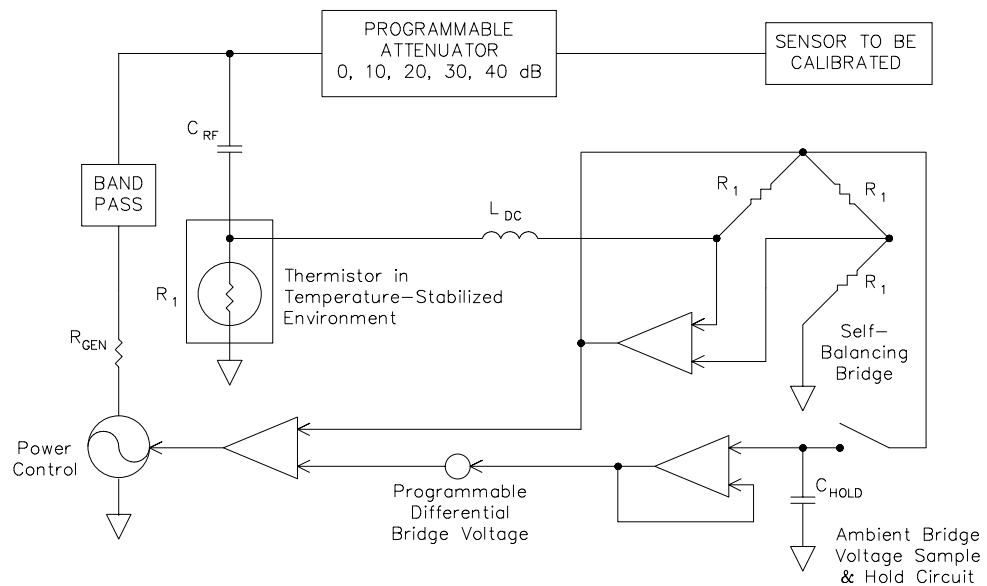 PROGRAMMABLE
ATTENUATOR
0, 10, 20, 30, 40 dB
SENSOR TO BE
CALIBRATED
C RF
BAND
PASS
R 1
R 1
L DC
R 1
Thermistor in
Temperature-Stabilized
Environment
R 1
R GEN
Self-
Balancing
Bridge
Power
Control
Programmable
Differential
Bridge Voltage
C HOLD
Ambient Bridge
Voltage Sample
& Hold Circuit